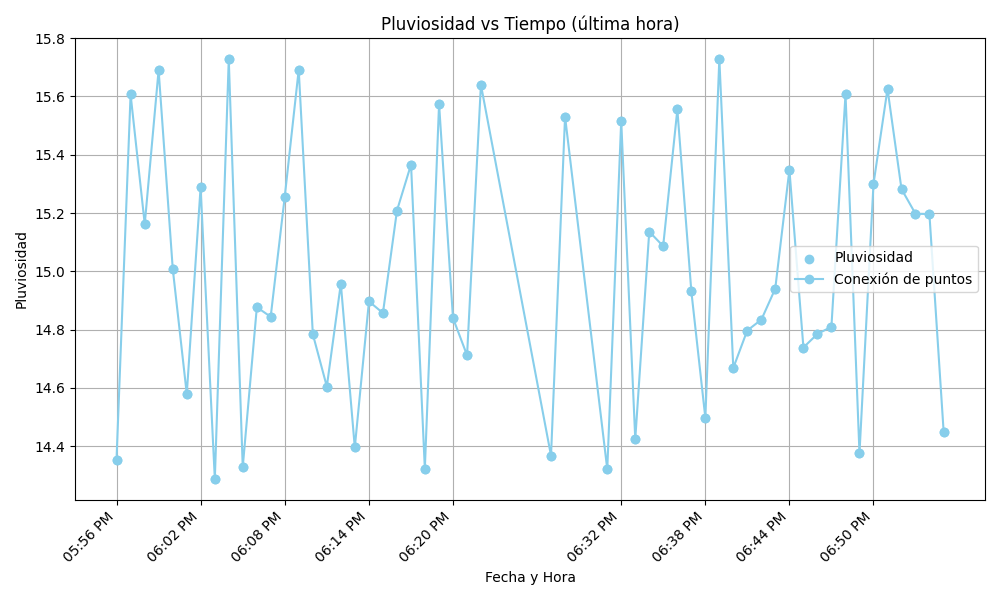 Pluviosidad vs Tiempo (última hora)
Pluviosidad
15.8
15.6
15.4
15.2
15.0
14.8
14.6
14.4
Pluviosidad
Conexión de puntos
05:56 PM
06:02 PM
06:08 PM
06:14 PM
06:20 PM
06:32 PM
06:38 PM
06:44 PM
06:50 PM
Fecha y Hora